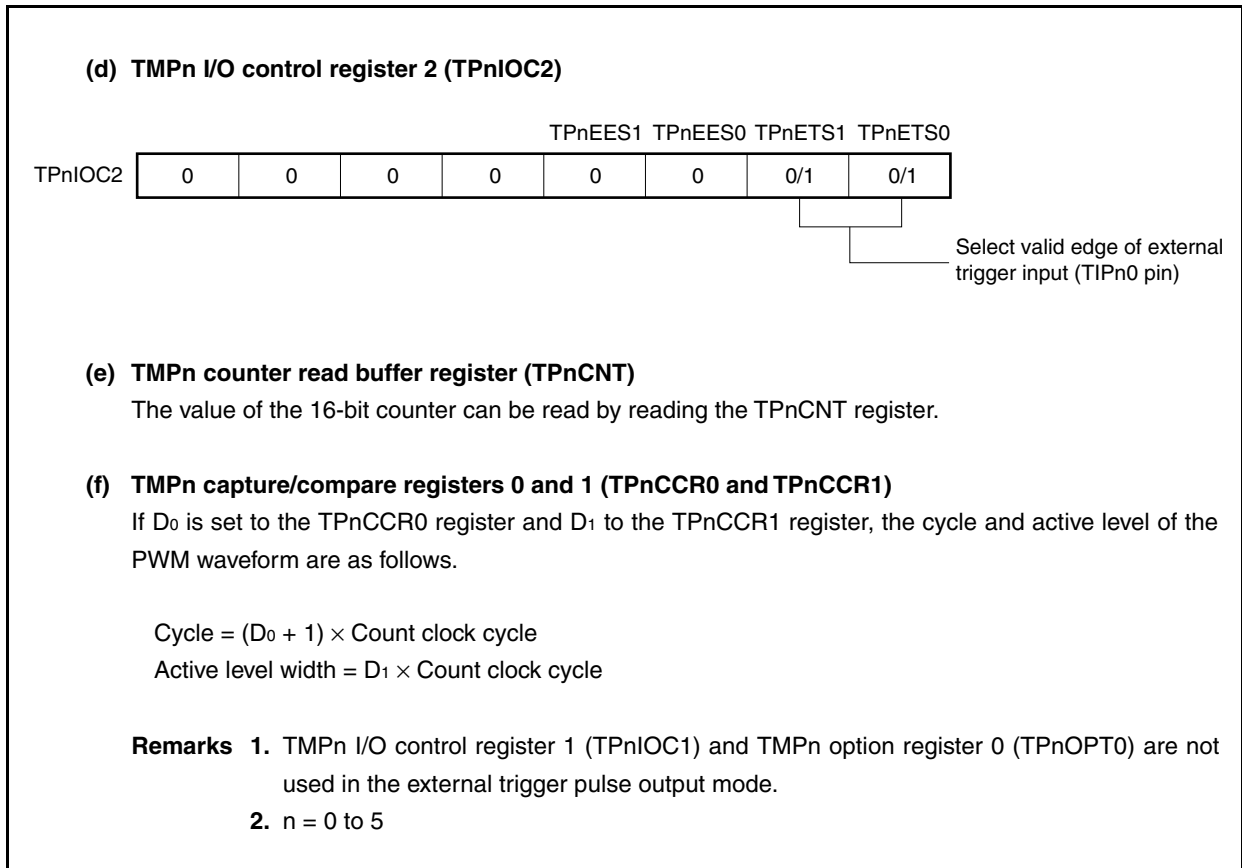 (d) TMPn I/O control register 2 (TPnIOC2)
TPnEES1 TPnEES0 TPnETS1 TPnETS0
TPnIOC2 0 0 0 0 0 0 0/1 0/1
Select valid edge of external
trigger input (TIPn0 pin)
(e) TMPn counter read buffer register (TPnCNT)
The value of the 16-bit counter can be read by reading the TPnCNT register.
(f) TMPn capture/compare registers 0 and 1 (TPnCCR0 and TPnCCR1)
If D₀ is set to the TPnCCR0 register and D₁ to the TPnCCR1 register, the cycle and active level of the
PWM waveform are as follows.
Cycle = (D₀ + 1) × Count clock cycle
Active level width = D₁ × Count clock cycle
Remarks 1. TMPn I/O control register 1 (TPnIOC1) and TMPn option register 0 (TPnOPT0) are not
used in the external trigger pulse output mode.
2. n = 0 to 5